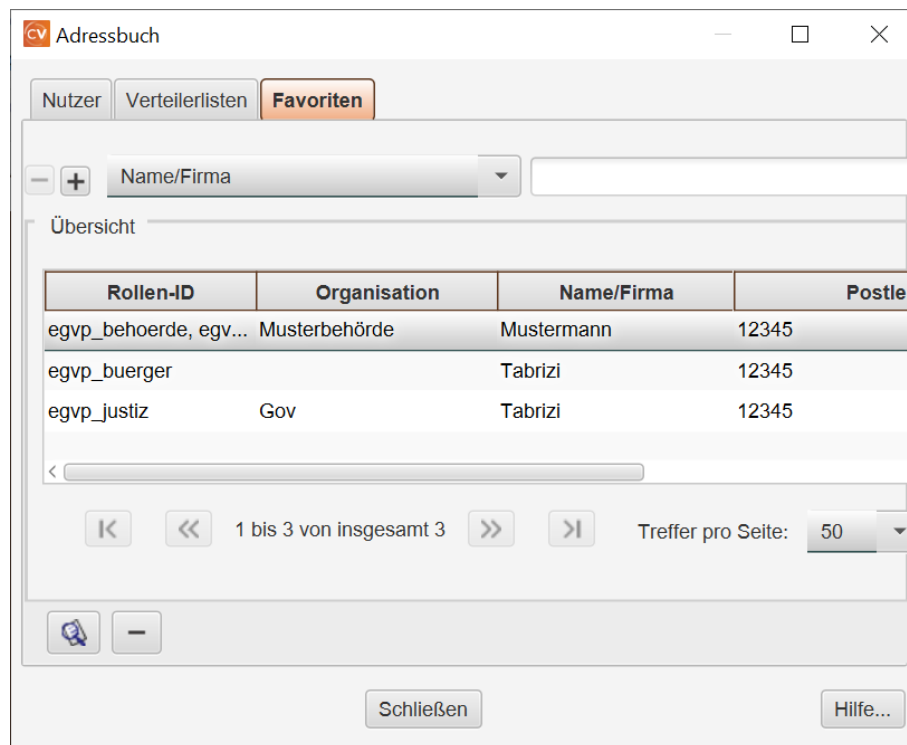 CV Adressbuch
Nutzer Verteilerlisten Favoriten
Name/Firma
Übersicht
Rollen-ID Organisation Name/Firma Postle
egvp_behoerde, egv... Musterbehörde Mustermann 12345
egvp_buerger Tabrizi 12345
egvp_justiz Gov Tabrizi 12345
1 bis 3 von insgesamt 3 Treffer pro Seite: 50
Schließen Hilfe...